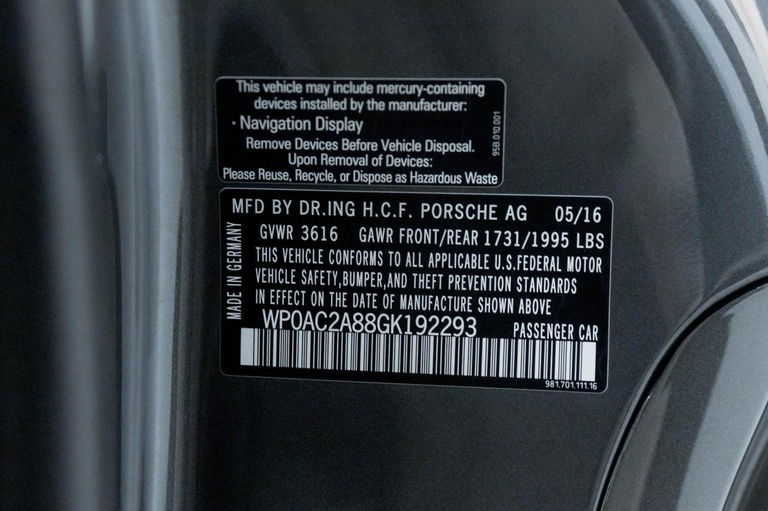 This vehicle may include mercury-containing
devices installed by the manufacturer:
· Navigation Display
Remove Devices Before Vehicle Disposal.
Upon Removal of Devices:
Please Reuse, Recycle, or Dispose as Hazardous Waste
95B.010.001
MFD BY DR.ING H.C.F. PORSCHE AG 05/16
GVWR 3616 GAWR FRONT/REAR 1731/1995 LBS
THIS VEHICLE CONFORMS TO ALL APPLICABLE U.S.FEDERAL MOTOR
VEHICLE SAFETY,BUMPER,AND THEFT PREVENTION STANDARDS
IN EFFECT ON THE DATE OF MANUFACTURE SHOWN ABOVE
WP0AC2A88GK192293 PASSENGER CAR
MADE IN GERMANY
981.701.111.16